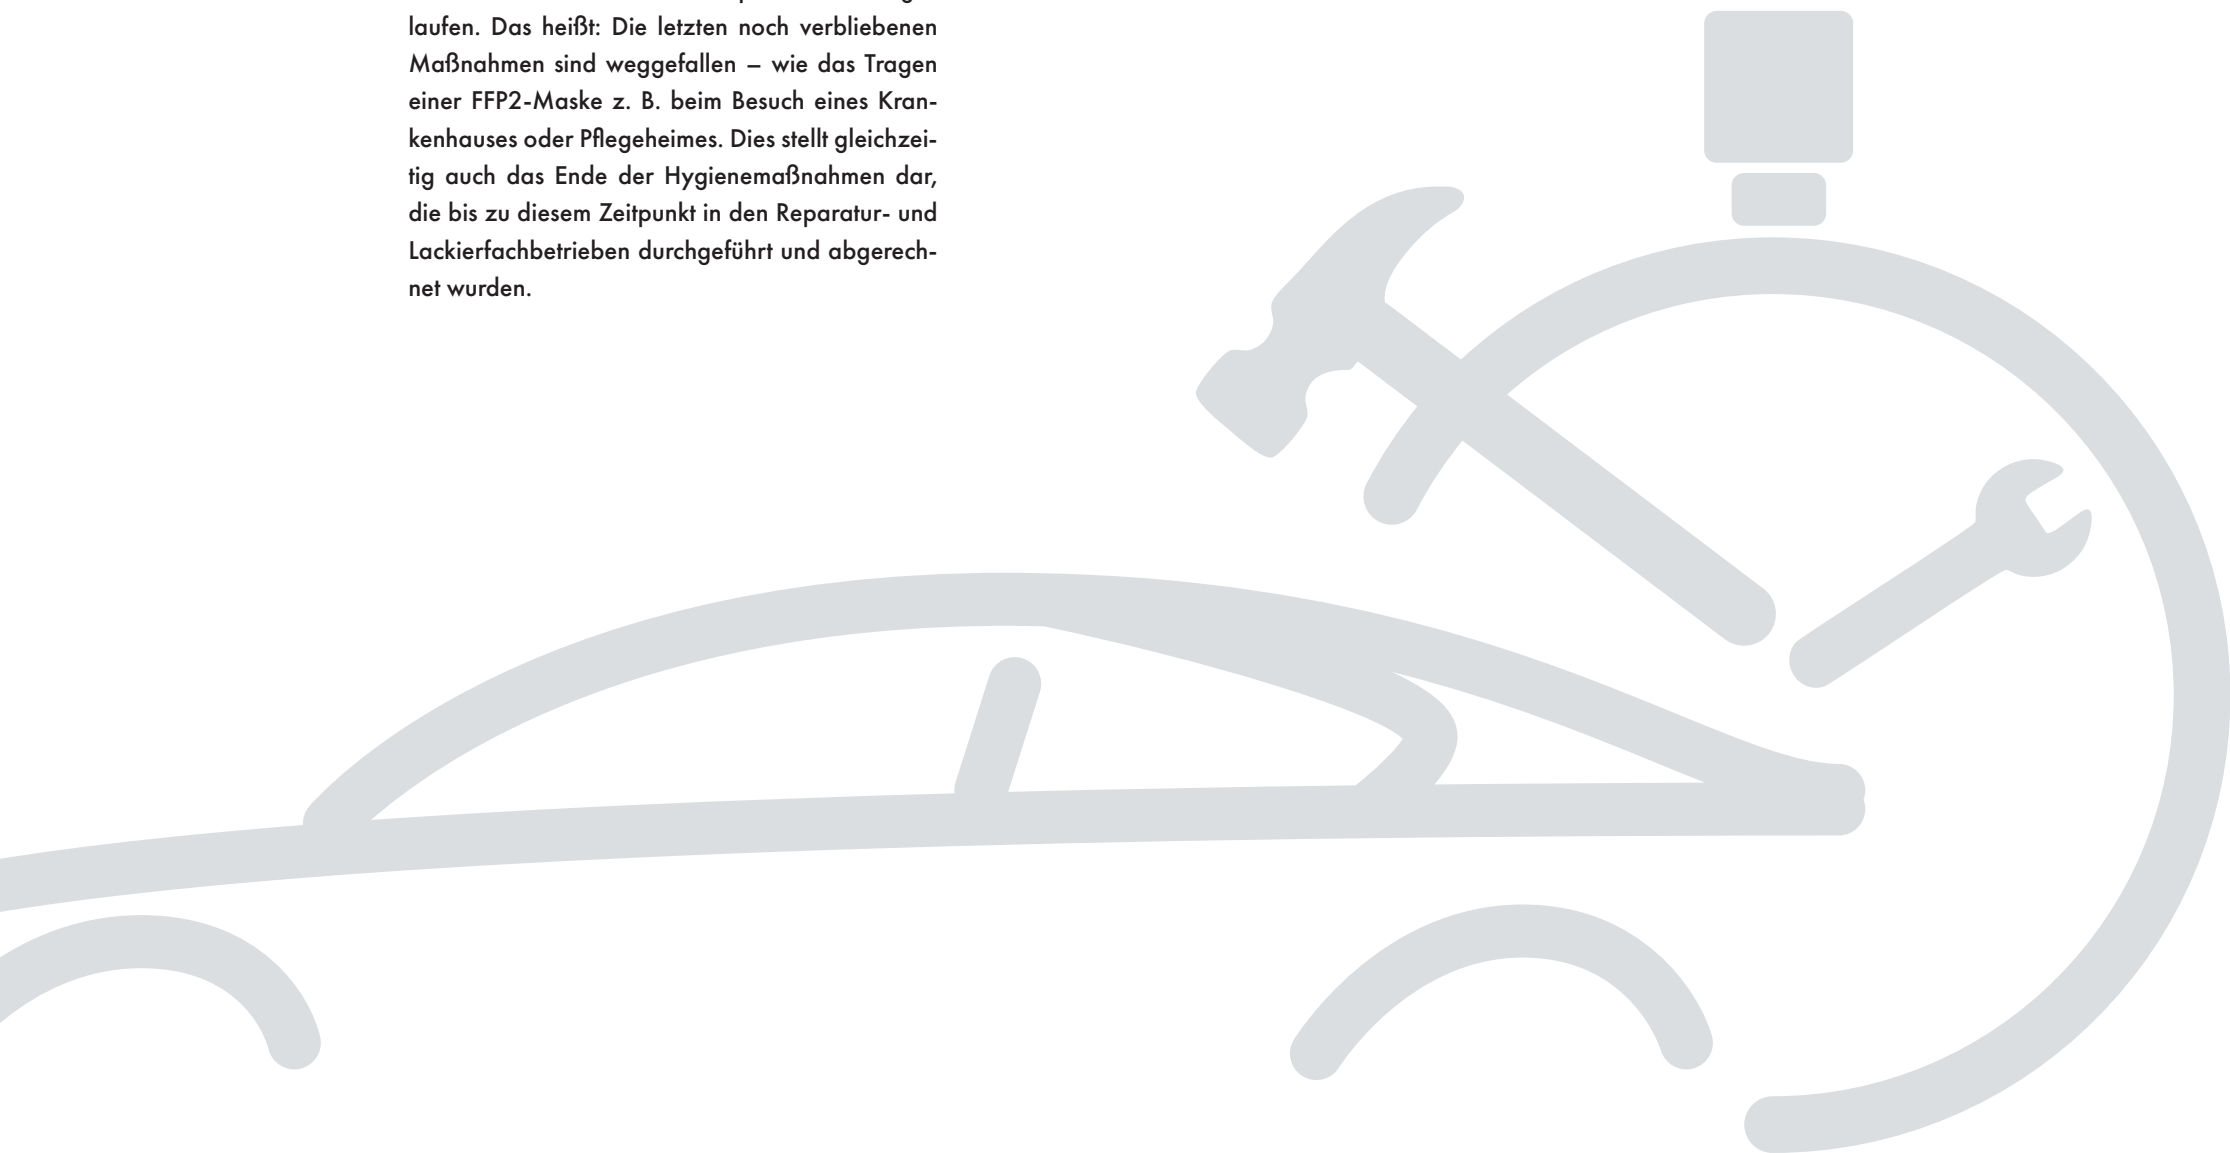 laufen. Das heißt: Die letzten noch verbliebenen
Maßnahmen sind weggefallen – wie das Tragen
einer FFP2-Maske z. B. beim Besuch eines Kran-
kenhauses oder Pflegeheimes. Dies stellt gleichzei-
tig auch das Ende der Hygienemaßnahmen dar,
die bis zu diesem Zeitpunkt in den Reparatur- und
Lackierfachbetrieben durchgeführt und abgerech-
net wurden.